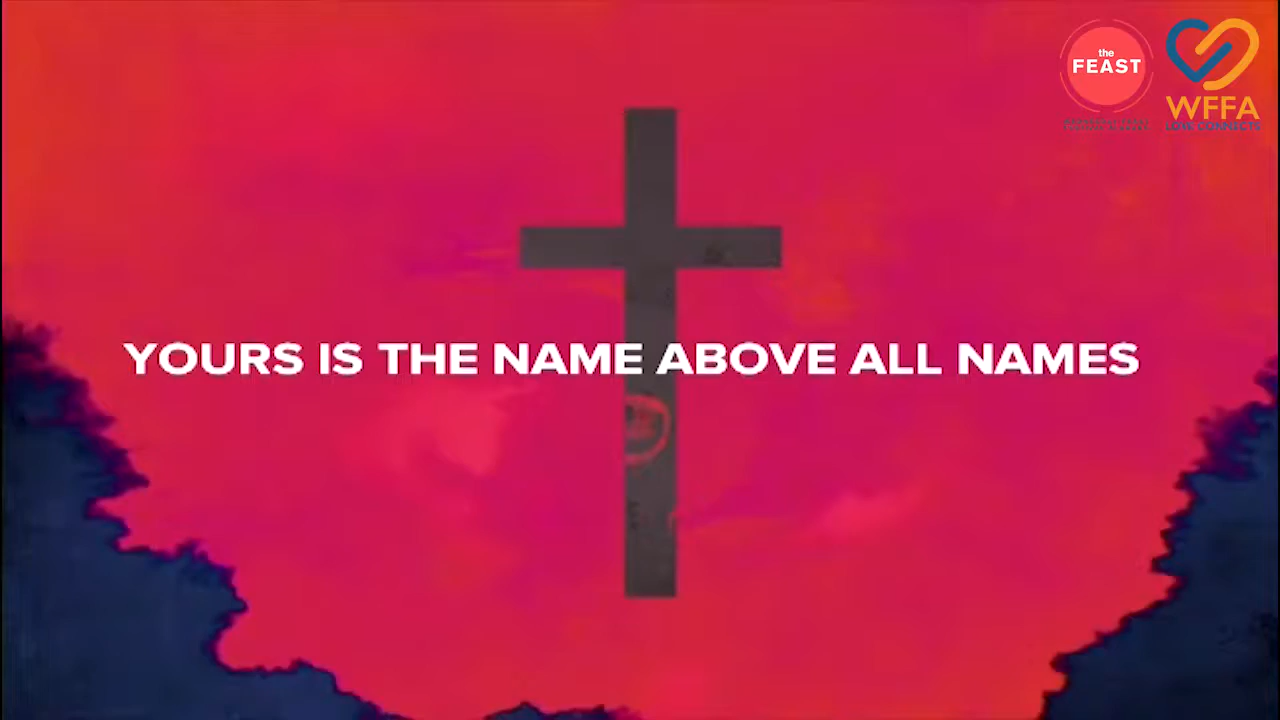 the
FEAST
WFFA
LOVE CONNECTS
YOURS IS THE NAME ABOVE ALL NAMES